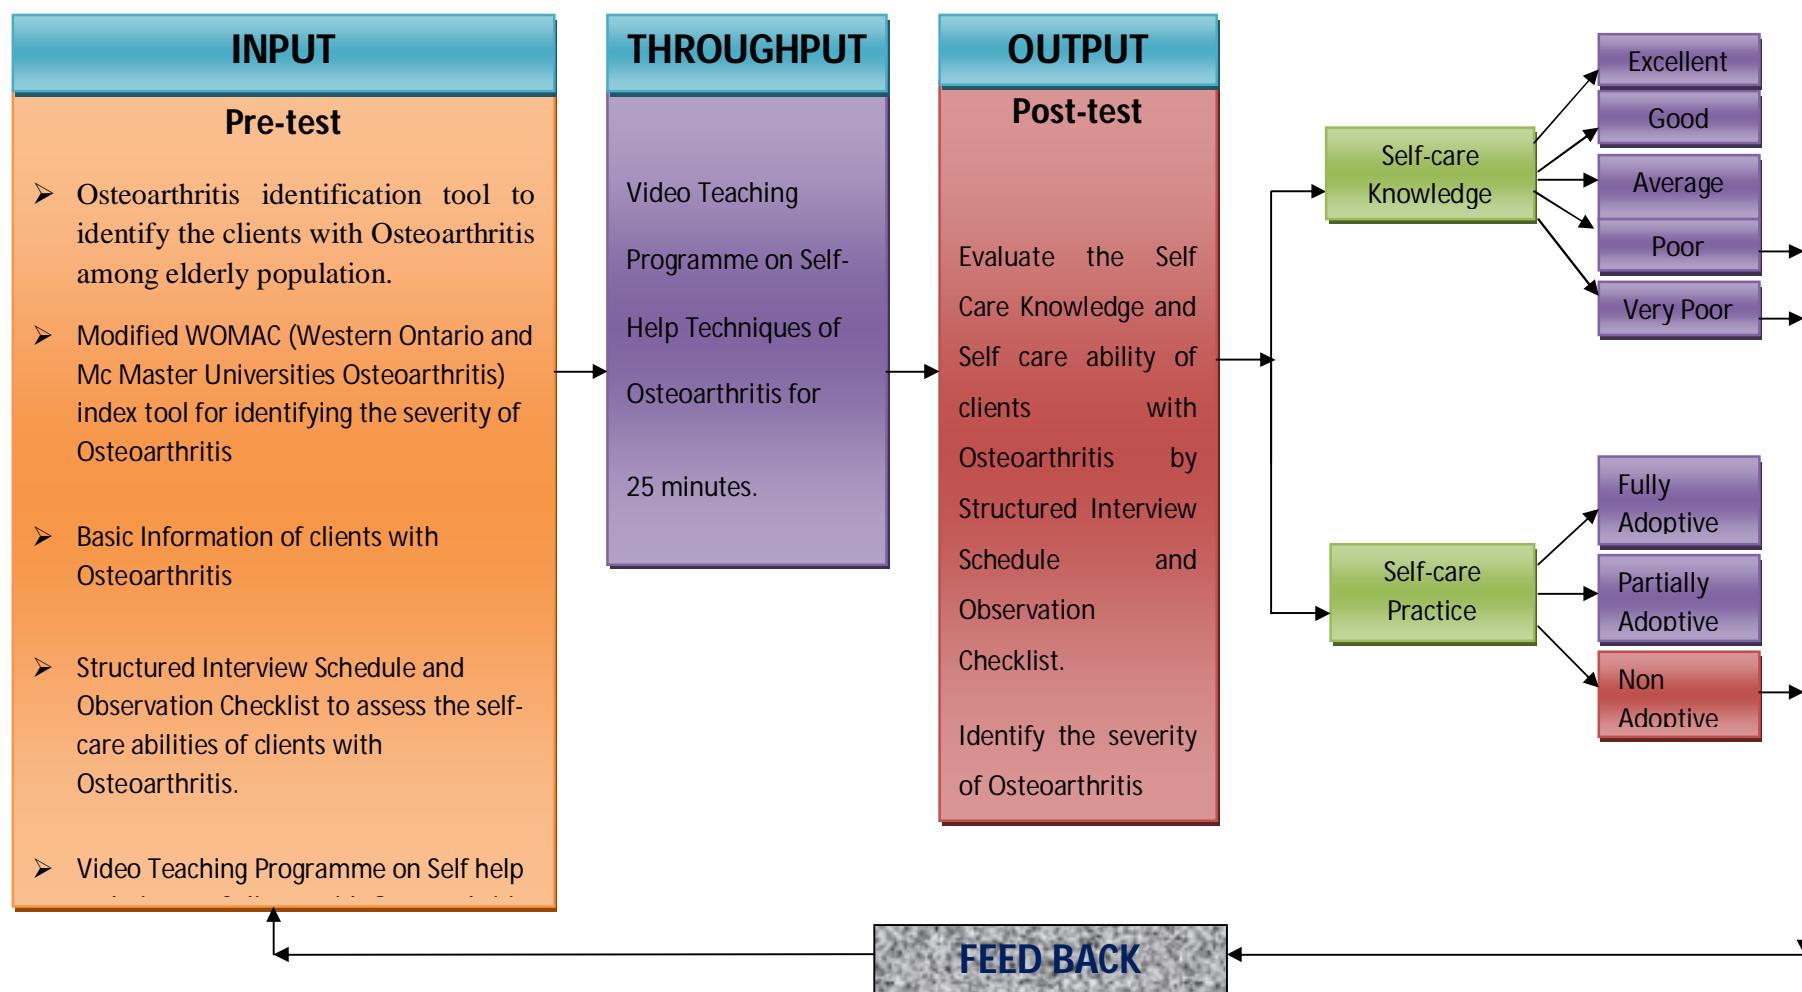 INPUT
Pre-test
➢ Osteoarthritis identification tool to
identify the clients with Osteoarthritis
among elderly population.
➢ Modified WOMAC (Western Ontario and
Mc Master Universities Osteoarthritis)
index tool for identifying the severity of
Osteoarthritis
➢ Basic Information of clients with
Osteoarthritis
➢ Structured Interview Schedule and
Observation Checklist to assess the self-
care abilities of clients with
Osteoarthritis.
➢ Video Teaching Programme on Self help
THROUGHPUT
Video Teaching
Programme on Self-
Help Techniques of
Osteoarthritis for
25 minutes.
OUTPUT
Post-test
Evaluate the Self
Care Knowledge and
Self care ability of
clients with
Osteoarthritis by
Structured Interview
Schedule and
Observation
Checklist.
Identify the severity
of Osteoarthritis
Self-care
Knowledge
Excellent
Good
Average
Poor
Very Poor
Self-care
Practice
Fully
Adoptive
Partially
Adoptive
Non
Adoptive
FEED BACK